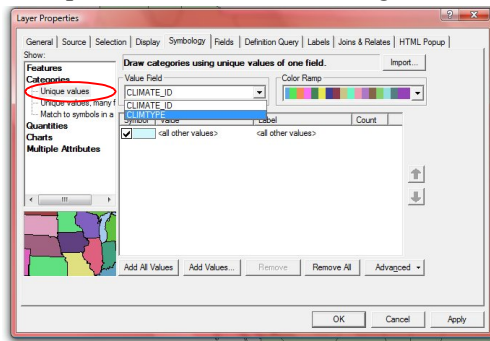 Layer Properties
General Source Selection Display Symbology Fields Definition Query Labels Joins & Relates HTML Popup
Show:
Features
Categories
Unique values
Unique values, many f
Match to symbols in a
Quantities
Charts
Multiple Attributes
Draw categories using unique values of one field.
Import...
Value Field
CLIMATE_ID
CLIMATE_ID
CLIMTYPE
Color Ramp
Symbol Value Label Count
<all other values> <all other values>
Add All Values Add Values... Remove Remove All Advanced
OK Cancel Apply